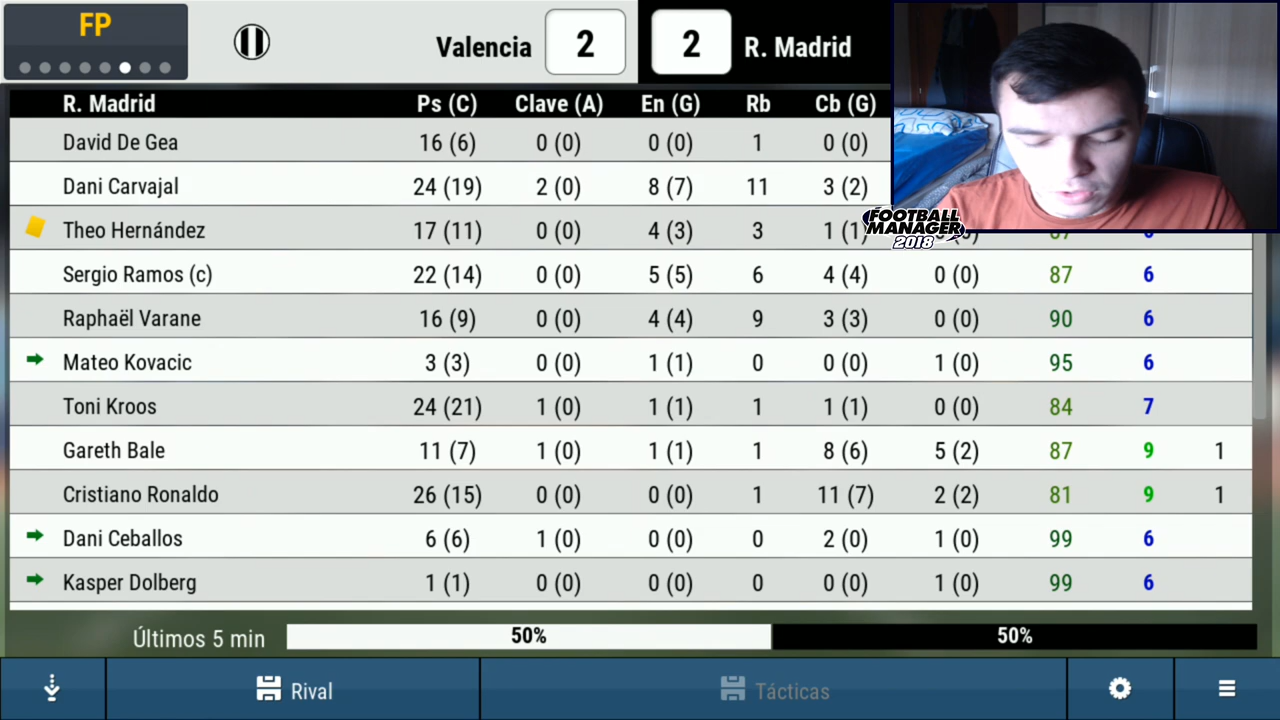 FP
Valencia 2 2 R. Madrid
R. Madrid Ps (C) Clave (A) En (G) Rb Cb (G)
David De Gea 16 (6) 0 (0) 0 (0) 1 0 (0)
Dani Carvajal 24 (19) 2 (0) 8 (7) 11 3 (2)
FOOTBALL
MANAGER
2018
Theo Hernández 17 (11) 0 (0) 4 (3) 3 1 (1)
Sergio Ramos (c) 22 (14) 0 (0) 5 (5) 6 4 (4) 0 (0) 87 6
Raphaël Varane 16 (9) 0 (0) 4 (4) 9 3 (3) 0 (0) 90 6
Mateo Kovacic 3 (3) 0 (0) 1 (1) 0 0 (0) 1 (0) 95 6
Toni Kroos 24 (21) 1 (0) 1 (1) 1 1 (1) 0 (0) 84 7
Gareth Bale 11 (7) 1 (0) 1 (1) 1 8 (6) 5 (2) 87 9 1
Cristiano Ronaldo 26 (15) 0 (0) 0 (0) 1 11 (7) 2 (2) 81 9 1
Dani Ceballos 6 (6) 1 (0) 0 (0) 0 2 (0) 1 (0) 99 6
Kasper Dolberg 1 (1) 0 (0) 0 (0) 0 0 (0) 1 (0) 99 6
Últimos 5 min 50% 50%
Rival Tácticas